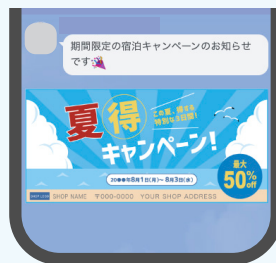 期間限定の宿泊キャンペーンのお知らせ
です🎉
この夏、得する
特別な3日間!
夏得
キャンペーン!
20●●年8月1日(月)〜 8月3日(水)
最大
50%
off
SHOP LOGO SHOP NAME 〒000-0000 YOUR SHOP ADDRESS